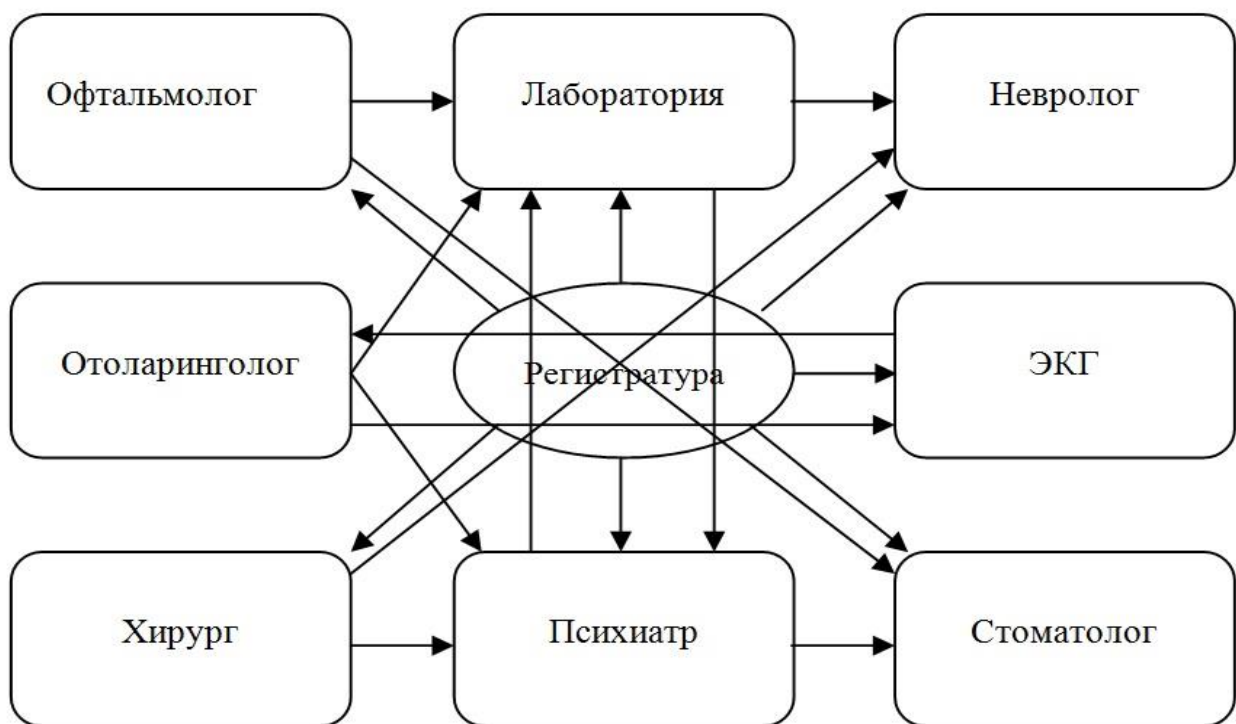 Офтальмолог
Лаборатория
Невролог
Отоларинголог
Регистратура
ЭКГ
Хирург
Психиатр
Стоматолог